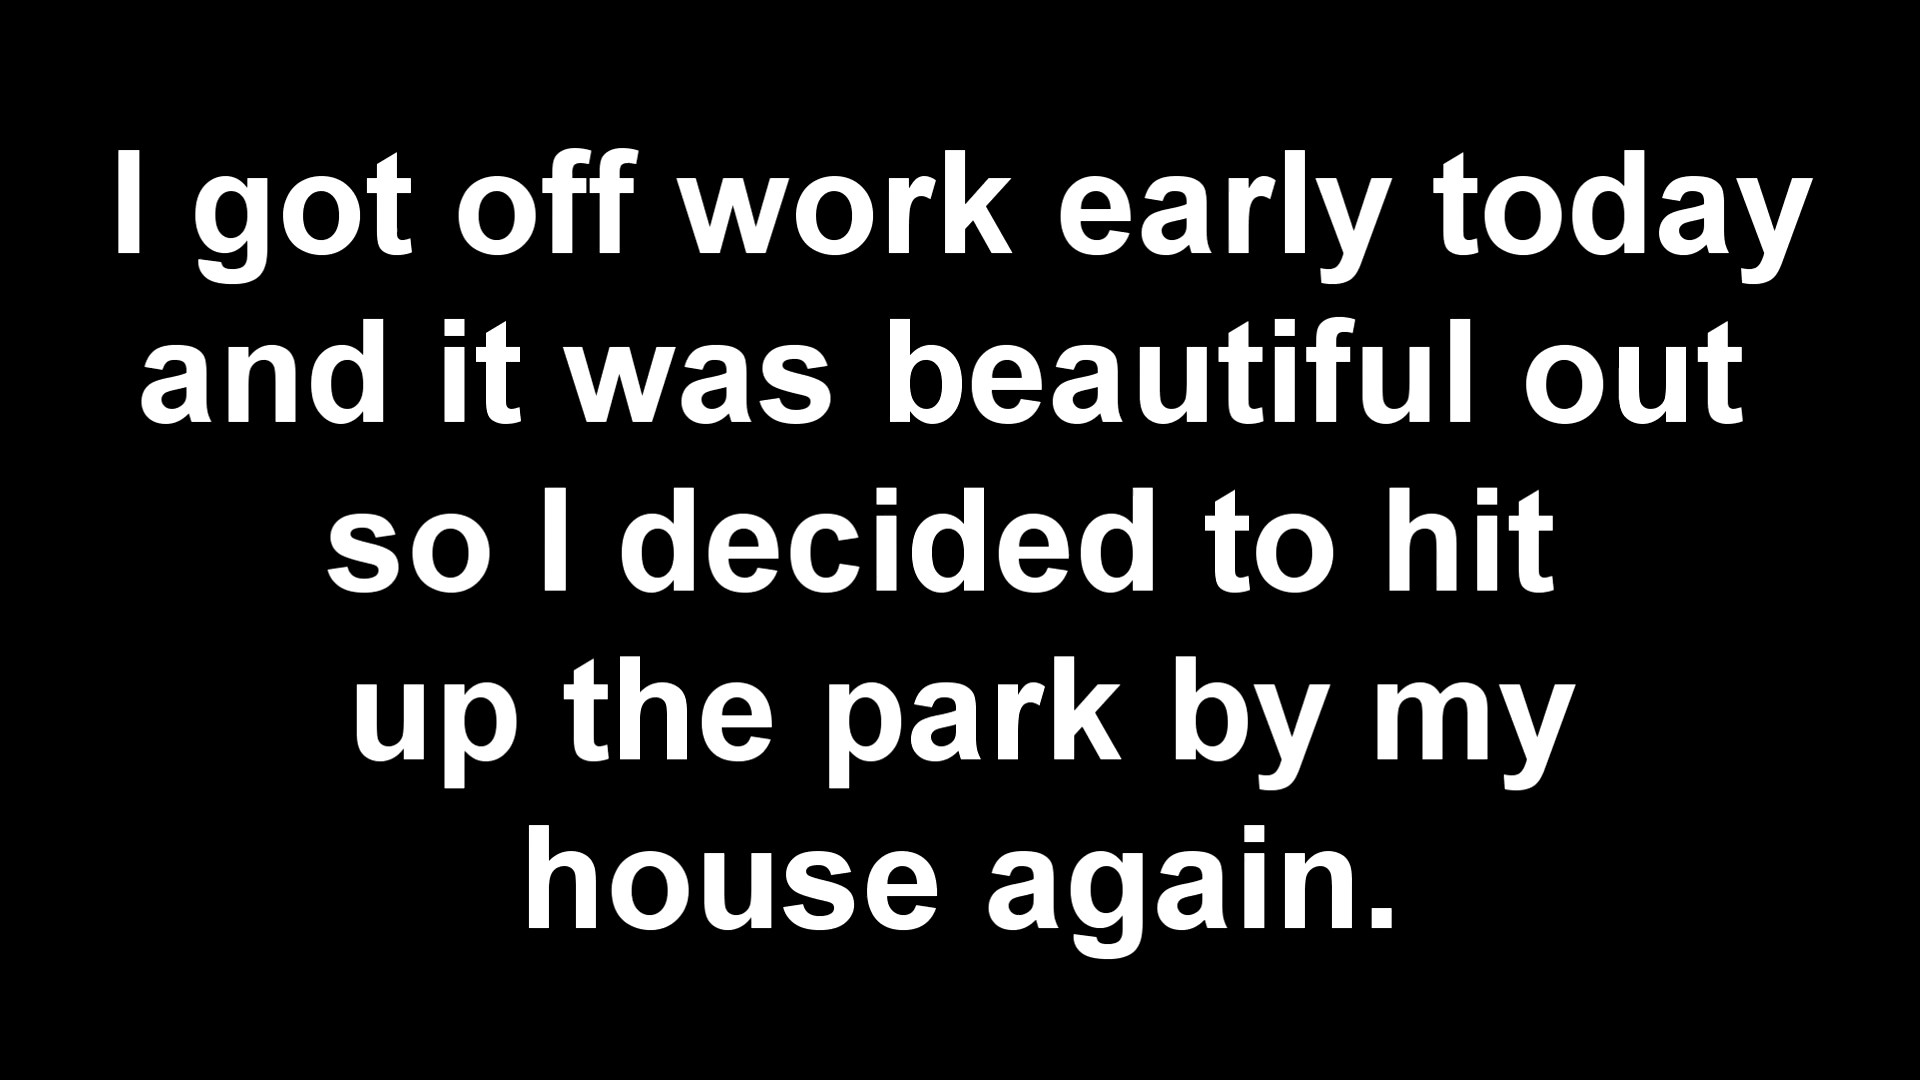 I got off work early today
and it was beautiful out
so I decided to hit
up the park by my
house again.